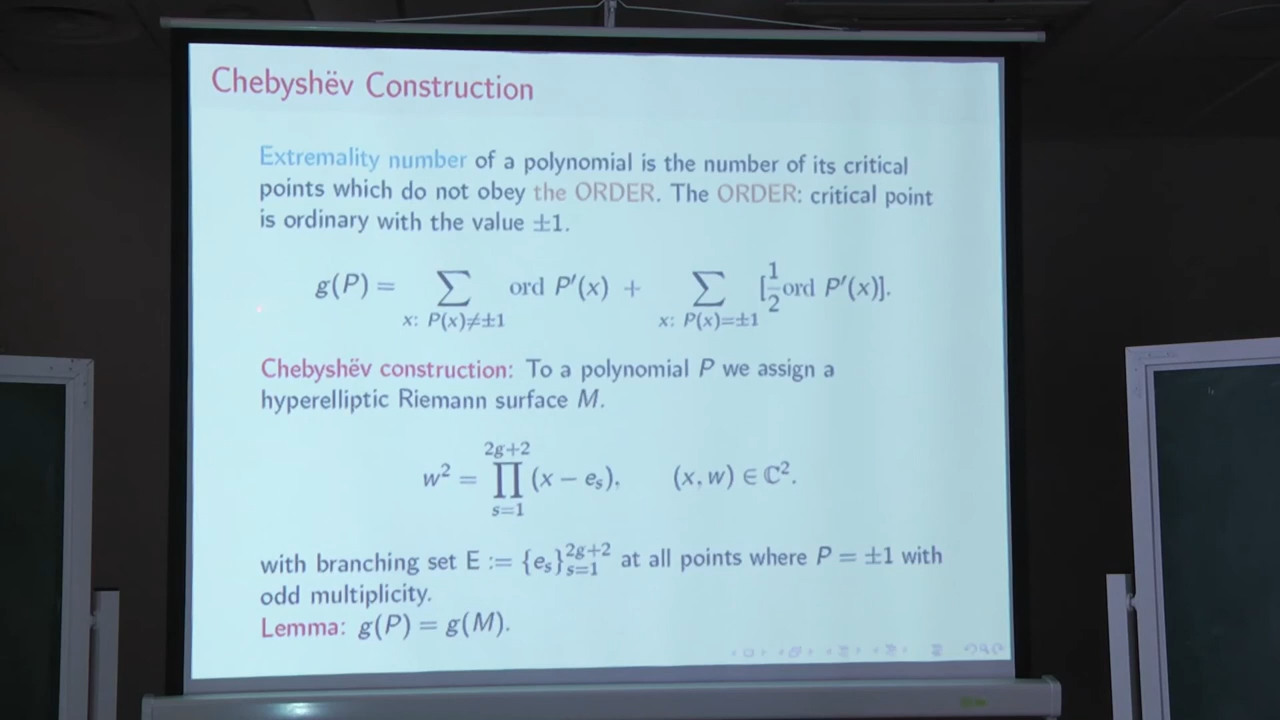 Chebyshëv Construction
Extremality number of a polynomial is the number of its critical
points which do not obey the ORDER. The ORDER: critical point
is ordinary with the value ±1.
g(P) = ∑_{x: P(x)≠±1} ord P′(x) + ∑_{x: P(x)=±1} [½ord P′(x)].
Chebyshëv construction: To a polynomial P we assign a
hyperelliptic Riemann surface M.
w² = ∏_{s=1}^{2g+2} (x − e_s), (x, w) ∈ ℂ².
with branching set E := {e_s}_{s=1}^{2g+2} at all points where P = ±1 with
odd multiplicity.
Lemma: g(P) = g(M).